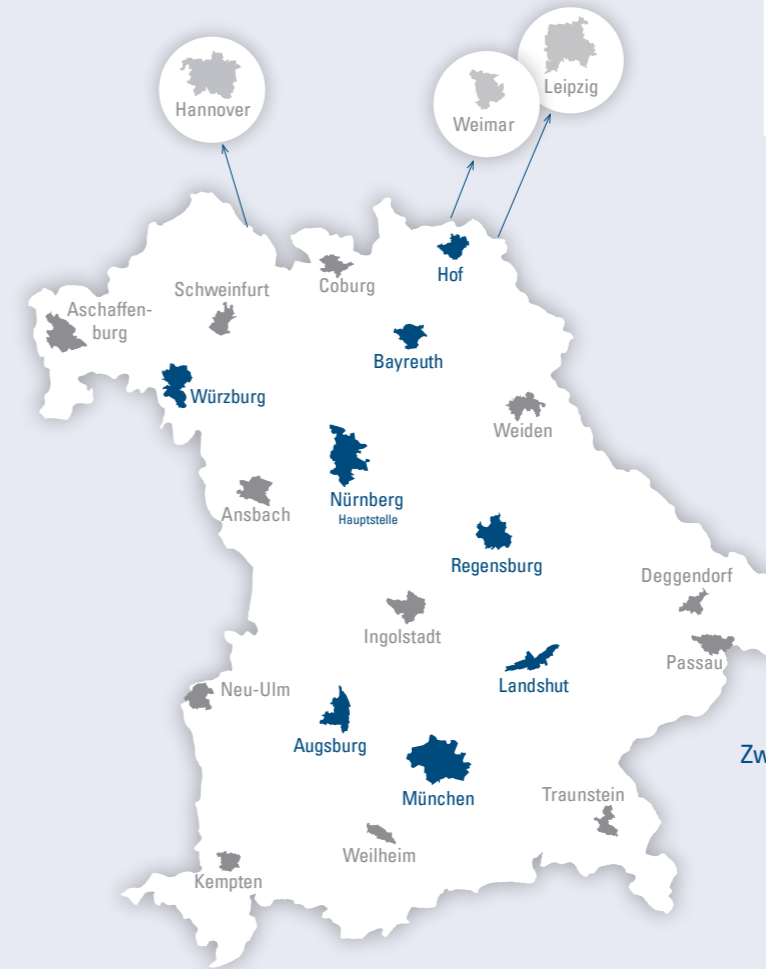 Hannover
Weimar
Leipzig
Hof
Coburg
Schweinfurt
Aschaffen-
burg
Bayreuth
Würzburg
Weiden
Nürnberg
Hauptstelle
Ansbach
Regensburg
Deggendorf
Ingolstadt
Passau
Landshut
Neu-Ulm
Augsburg
Zw
München
Traunstein
Weilheim
Kempten